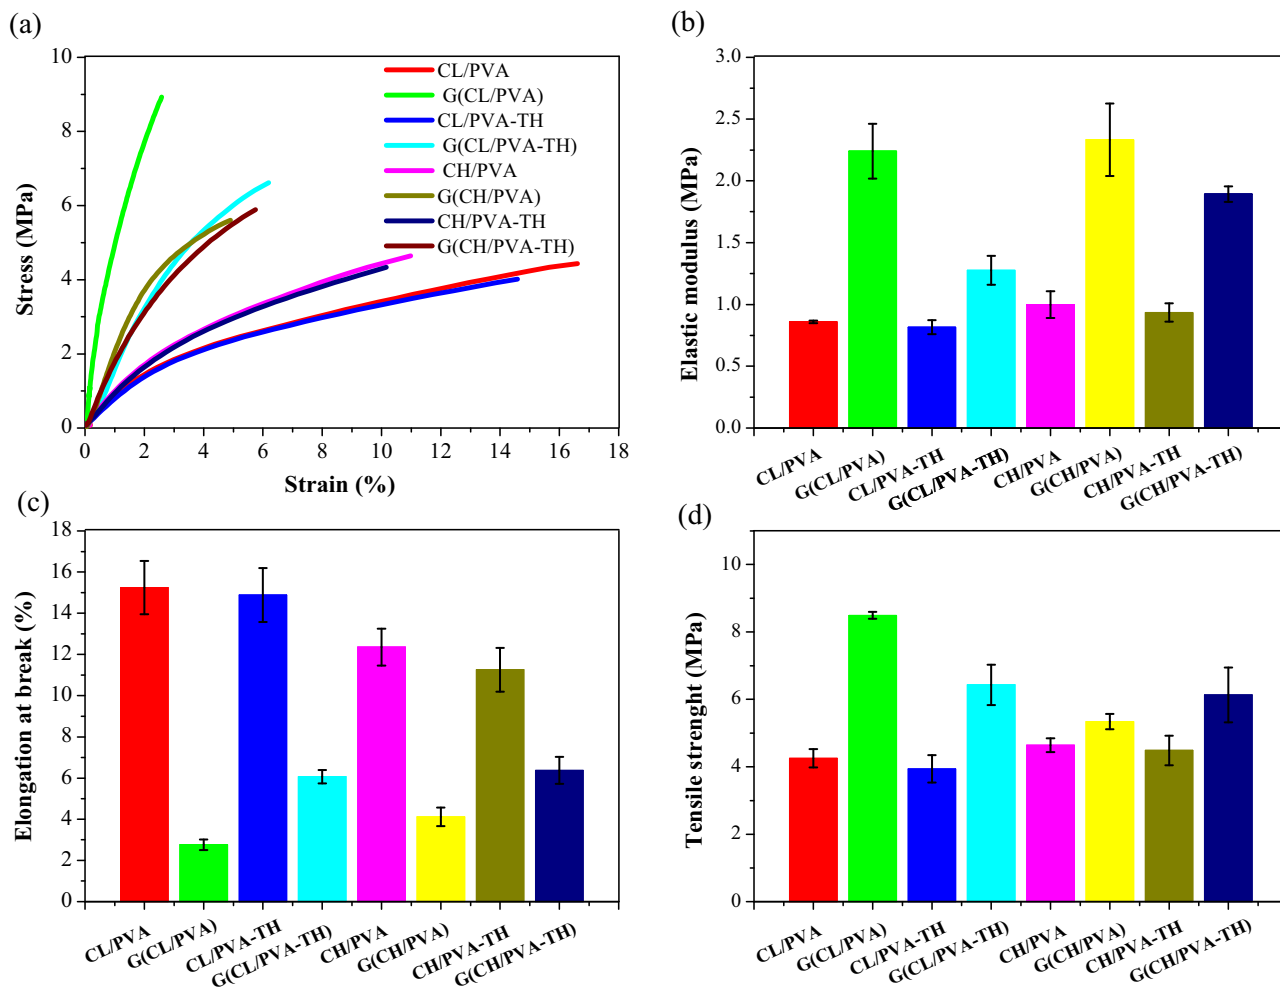 (a)
10
8
6
4
2
0
Stress (MPa)
CL/PVA
G(CL/PVA)
CL/PVA-TH
G(CL/PVA-TH)
CH/PVA
G(CH/PVA)
CH/PVA-TH
G(CH/PVA-TH)
0 2 4 6 8 10 12 14 16 18
Strain (%)
(b)
3.0
2.5
2.0
1.5
1.0
0.5
0.0
Elastic modulus (MPa)
CL/PVA
G(CL/PVA)
CL/PVA-TH
G(CL/PVA-TH)
CH/PVA
G(CH/PVA)
CH/PVA-TH
G(CH/PVA-TH)
(c)
18
16
14
12
10
8
6
4
2
0
Elongation at break (%)
CL/PVA
G(CL/PVA)
CL/PVA-TH
G(CL/PVA-TH)
CH/PVA
G(CH/PVA)
CH/PVA-TH
G(CH/PVA-TH)
(d)
10
8
6
4
2
0
Tensile strenght (MPa)
CL/PVA
G(CL/PVA)
CL/PVA-TH
G(CL/PVA-TH)
CH/PVA
G(CH/PVA)
CH/PVA-TH
G(CH/PVA-TH)